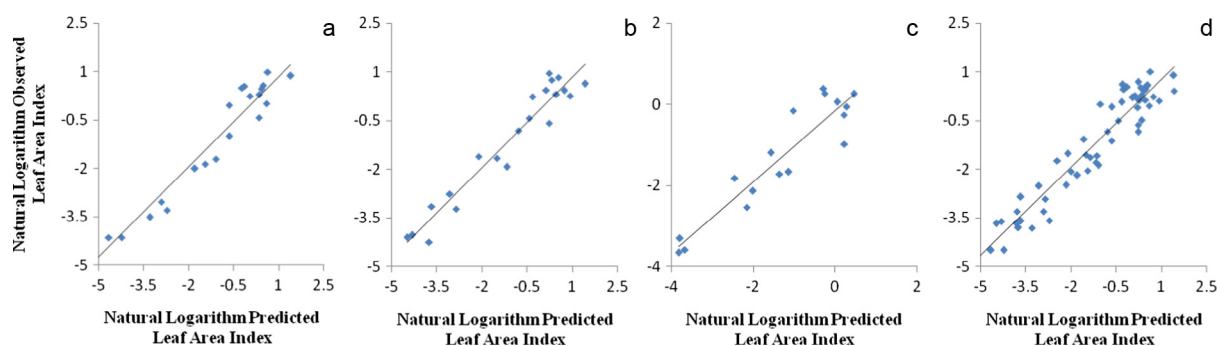 Natural Logarithm Observed
Leaf Area Index
a
2.5
1
-0.5
-2
-3.5
-5
-5 -3.5 -2 -0.5 1 2.5
Natural Logarithm Predicted
Leaf Area Index
b
2.5
1
-0.5
-2
-3.5
-5
-5 -3.5 -2 -0.5 1 2.5
Natural Logarithm Predicted
Leaf Area Index
c
2
0
-2
-4
-4 -2 0 2
Natural Logarithm Predicted
Leaf Area Index
d
2.5
1
-0.5
-2
-3.5
-5
-5 -3.5 -2 -0.5 1 2.5
Natural Logarithm Predicted
Leaf Area Index